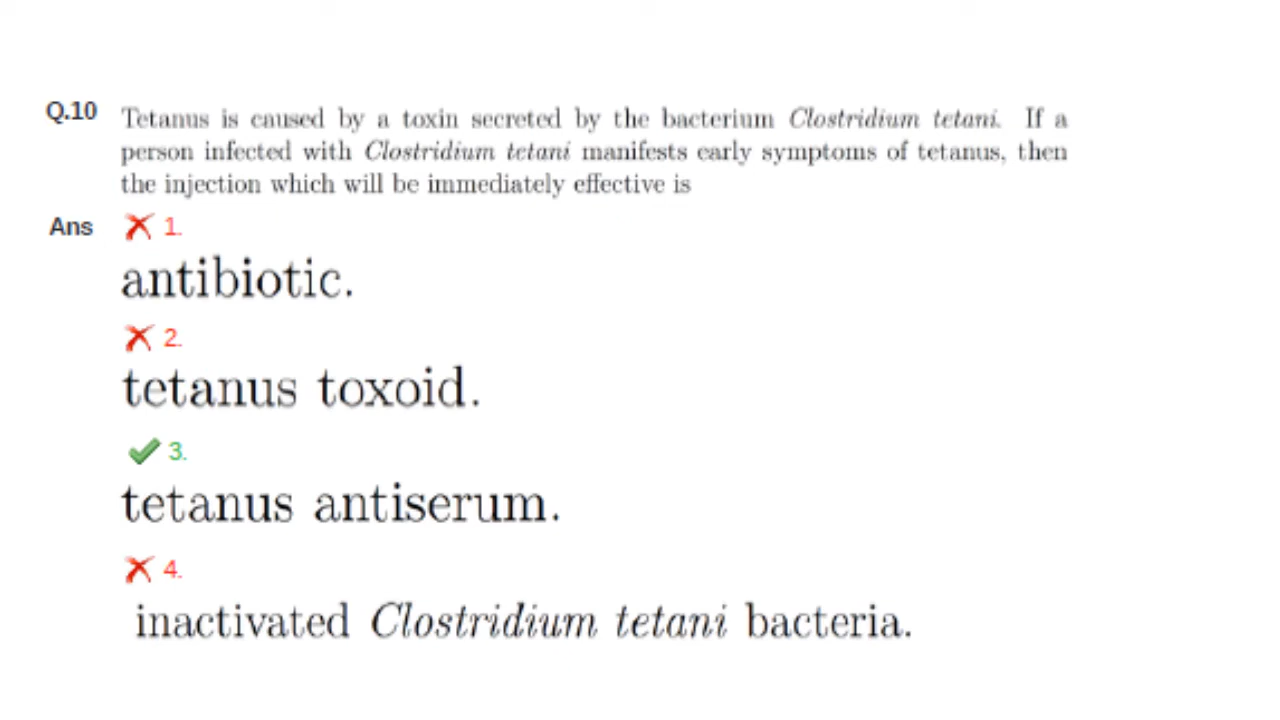 Q.10 Tetanus is caused by a toxin secreted by the bacterium Clostridium tetani. If a
person infected with Clostridium tetani manifests early symptoms of tetanus, then
the injection which will be immediately effective is
Ans 1.
antibiotic.
2.
tetanus toxoid.
3.
tetanus antiserum.
4.
inactivated Clostridium tetani bacteria.